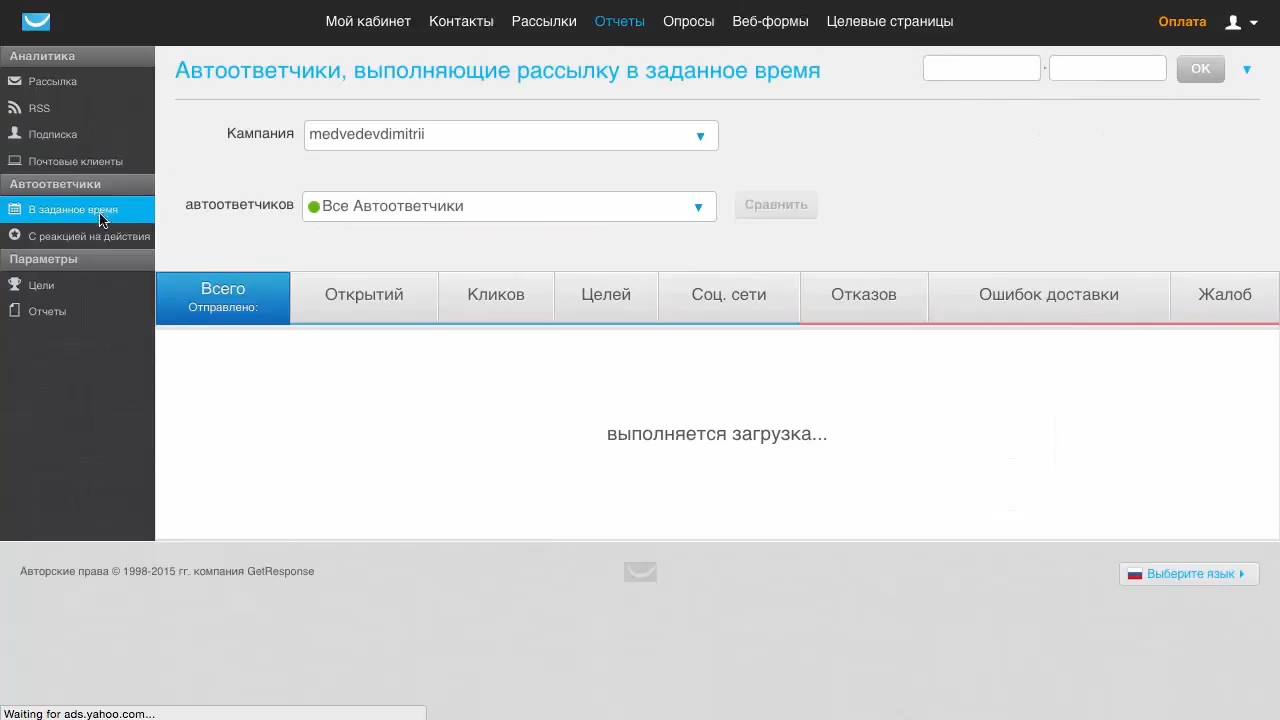 Мой кабинет Контакты Рассылки Отчеты Опросы Веб-формы Целевые страницы Оплата
Аналитика
Рассылка
RSS
Подписка
Почтовые клиенты
Автоответчики
В заданное время
С реакцией на действия
Параметры
Цели
Отчеты
Автоответчики, выполняющие рассылку в заданное время
- OK
Кампания medvedevdimitrii
автоответчиков Все Автоответчики Сравнить
Всего Открытий Кликов Целей Соц. сети Отказов Ошибок доставки Жалоб
Отправлено:
выполняется загрузка...
Авторские права © 1998-2015 гг. компания GetResponse
Выберите язык
Waiting for ads.yahoo.com...